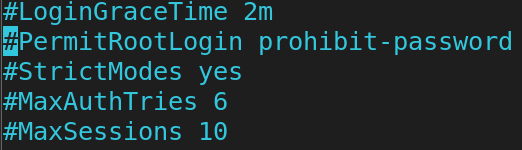 #LoginGraceTime 2m
#PermitRootLogin prohibit-password
#StrictModes yes
#MaxAuthTries 6
#MaxSessions 10